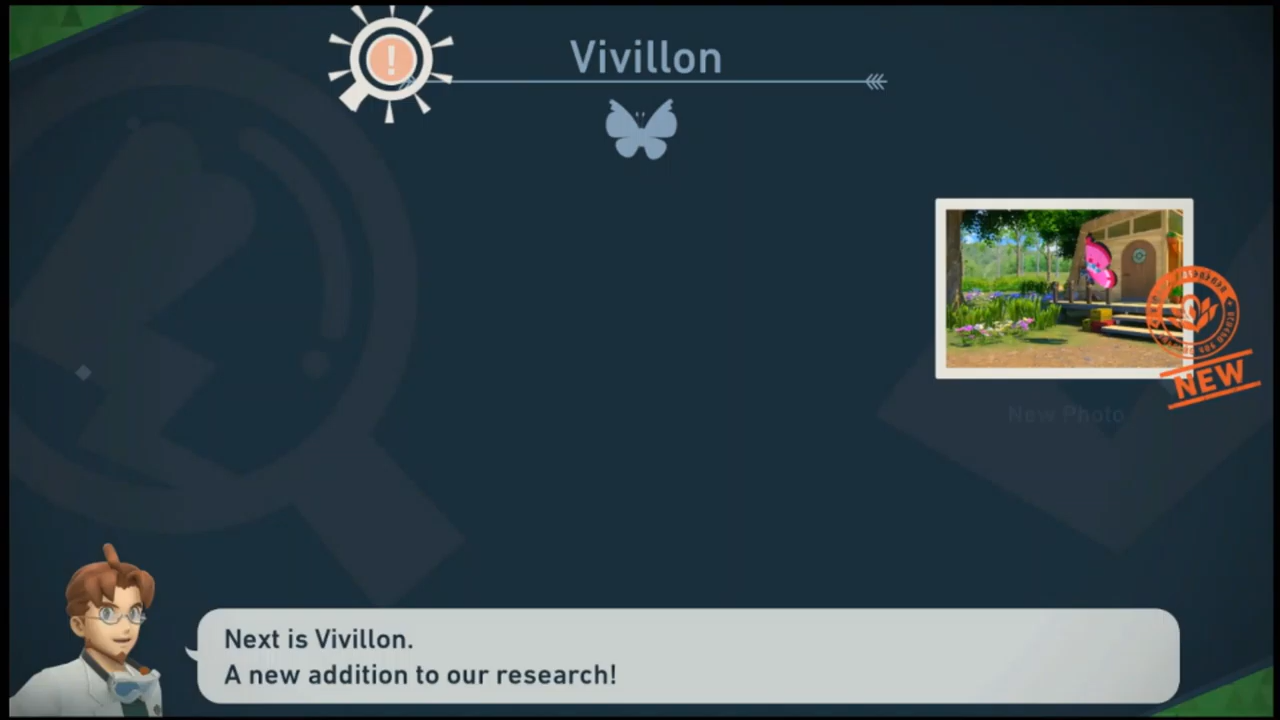 !
Vivillon
NEW
New Photo
Next is Vivillon.
A new addition to our research!